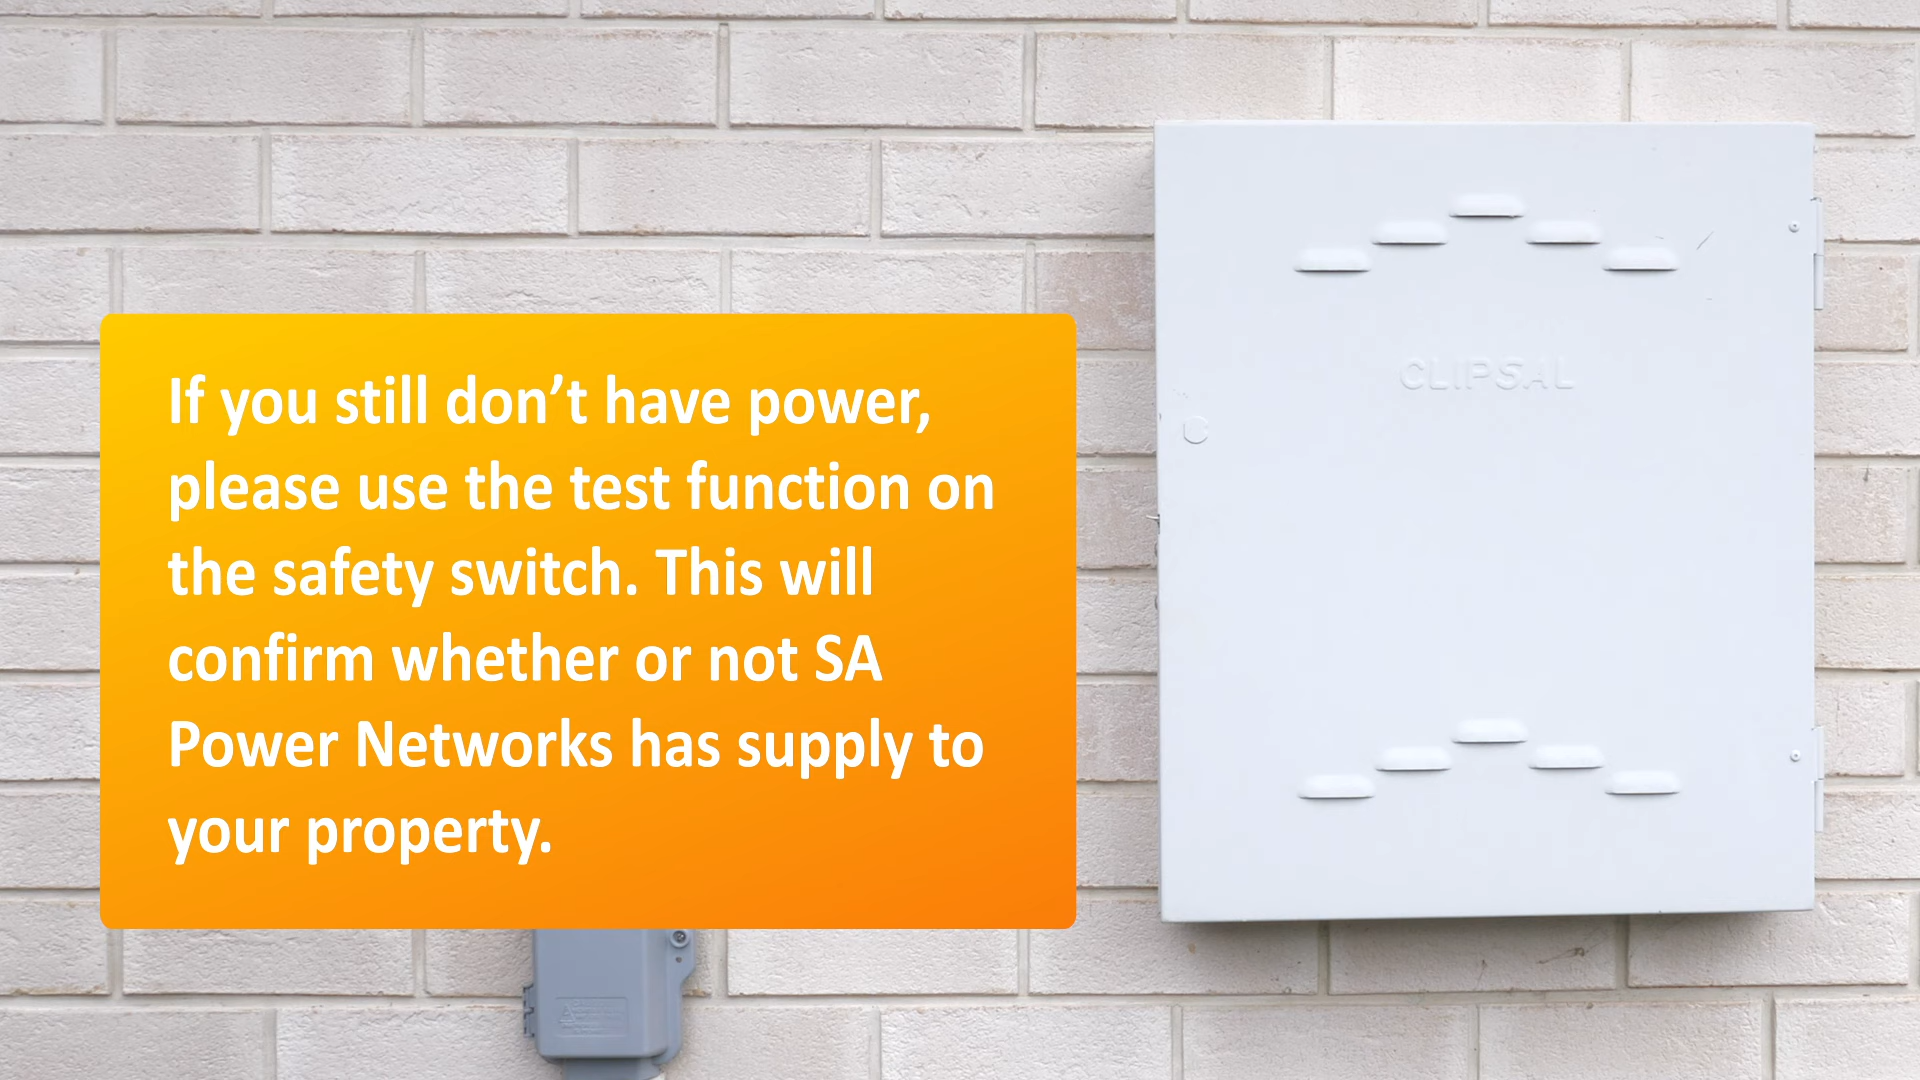 If you still don’t have power,
please use the test function on
the safety switch. This will
confirm whether or not SA
Power Networks has supply to
your property.
CLIPSAL